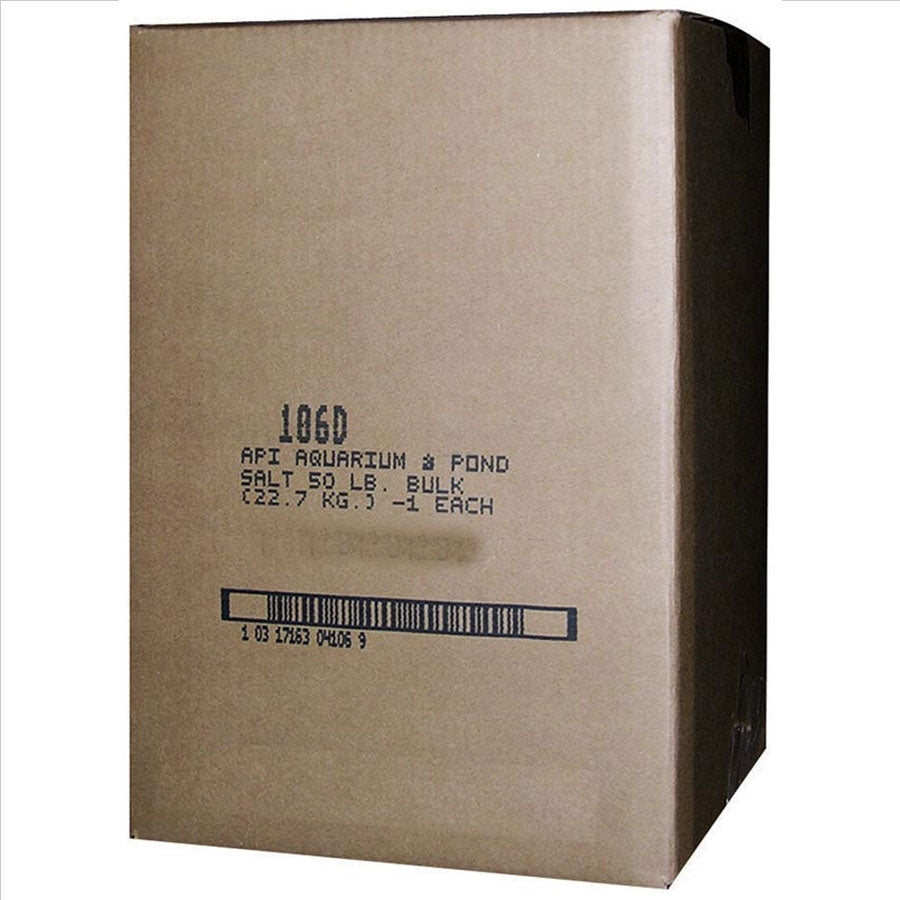 106D
API AQUARIUM & POND
SALT 50 LB. BULK
(22.7 KG.) -1 EACH
1 03 17163 04106 9